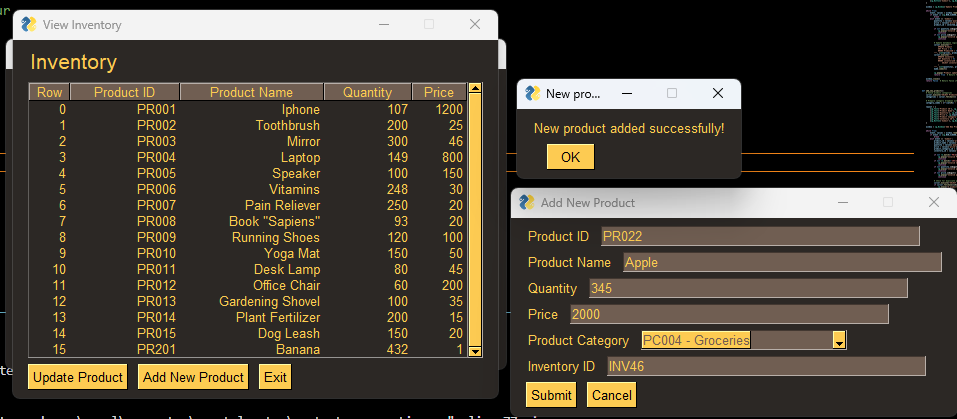 View Inventory
Inventory
Row Product ID Product Name Quantity Price
0 PR001 Iphone 107 1200
1 PR002 Toothbrush 200 25
2 PR003 Mirror 300 46
3 PR004 Laptop 149 800
4 PR005 Speaker 100 150
5 PR006 Vitamins 248 30
6 PR007 Pain Reliever 250 20
7 PR008 Book "Sapiens" 93 20
8 PR009 Running Shoes 120 100
9 PR010 Yoga Mat 150 50
10 PR011 Desk Lamp 80 45
11 PR012 Office Chair 60 200
12 PR013 Gardening Shovel 100 35
13 PR014 Plant Fertilizer 200 15
14 PR015 Dog Leash 150 20
15 PR201 Banana 432 1
Update Product Add New Product Exit
New pro...
New product added successfully!
OK
Add New Product
Product ID PR022
Product Name Apple
Quantity 345
Price 2000
Product Category PC004 - Groceries
Inventory ID INV46
Submit Cancel